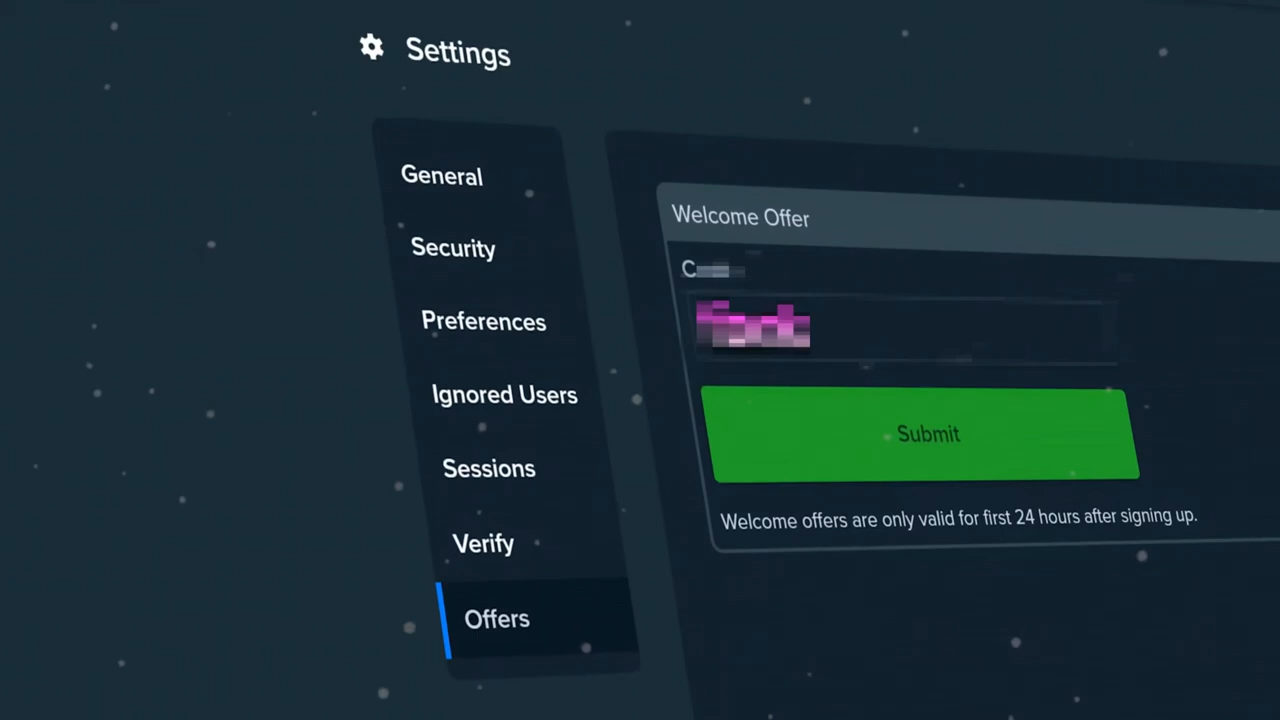 Settings
General
Security
Preferences
Ignored Users
Sessions
Verify
Offers
Welcome Offer
Submit
Welcome offers are only valid for first 24 hours after signing up.